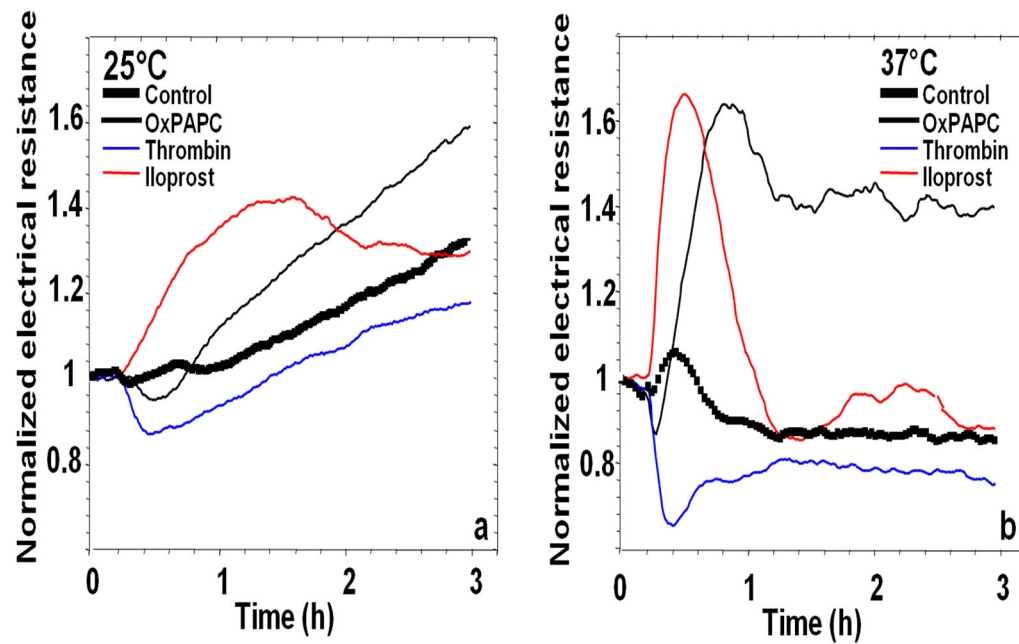 Normalized electrical resistance
25°C
Control
OxPAPC
Thrombin
Iloprost
1.6
1.4
1.2
1
0.8
a
0 1 2 3
Time (h)
Normalized electrical resistance
37°C
Control
OxPAPC
Thrombin
Iloprost
1.6
1.4
1.2
1
0.8
b
0 1 2 3
Time (h)